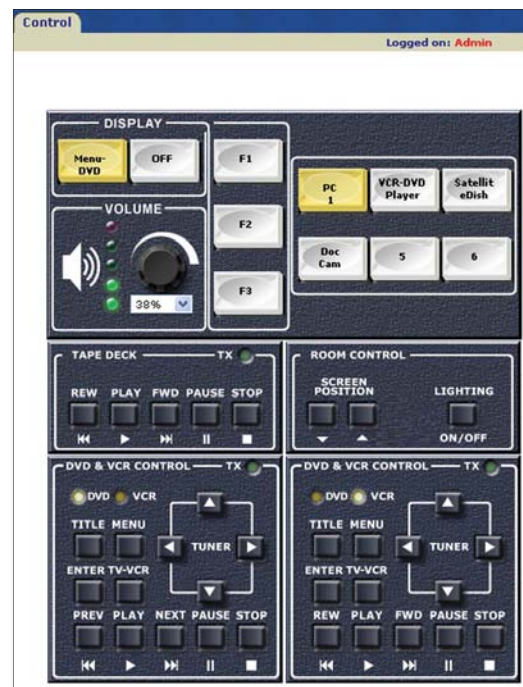 Control
Logged on: Admin
DISPLAY
Menu-
DVD
OFF
VOLUME
38%
F1
F2
F3
PC
1
VCR-DVD
Player
Satellit
eDish
Doc
Cam
5
6
TAPE DECK
TX
REW PLAY FWD PAUSE STOP
ROOM CONTROL
SCREEN
POSITION
LIGHTING
ON/OFF
DVD & VCR CONTROL
TX
DVD VCR
TITLE MENU
TUNER
ENTER TV-VCR
PREV PLAY NEXT PAUSE STOP
DVD & VCR CONTROL
TX
DVD VCR
TITLE MENU
TUNER
ENTER TV-VCR
REW PLAY FWD PAUSE STOP